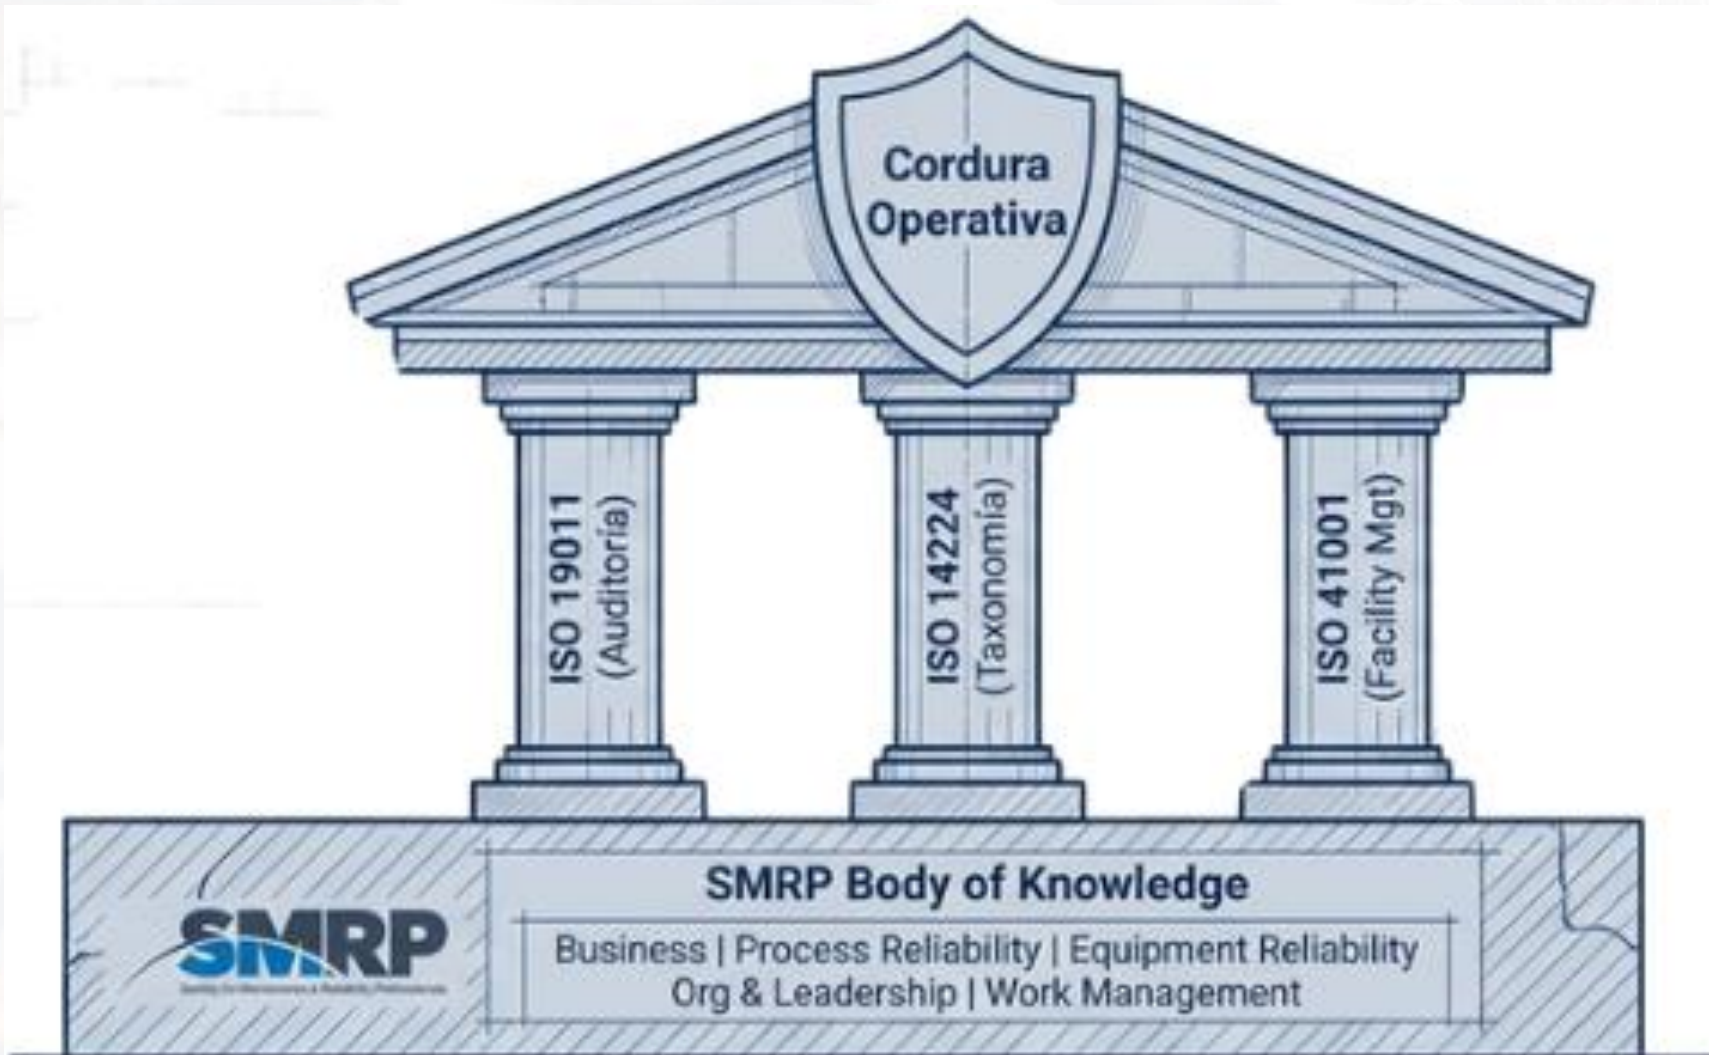 Cordura
Operativa
ISO 19011
(Auditoría)
ISO 14224
(Taxonomía)
ISO 41001
(Facility Mgt)
SMRP Body of Knowledge
SMRP
Business | Process Reliability | Equipment Reliability
Org & Leadership | Work Management